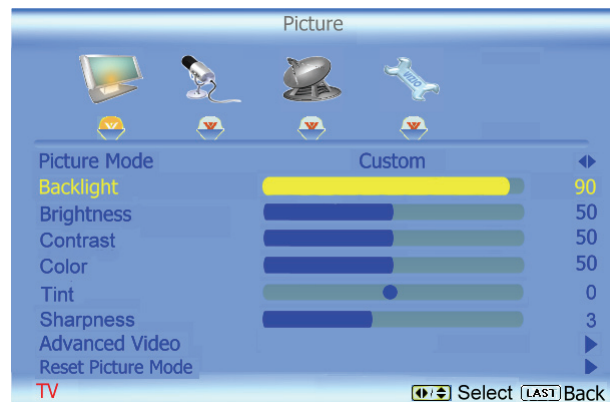 Picture
VIZIO
Picture Mode Custom
Backlight 90
Brightness 50
Contrast 50
Color 50
Tint 0
Sharpness 3
Advanced Video
Reset Picture Mode
TV Select LAST Back